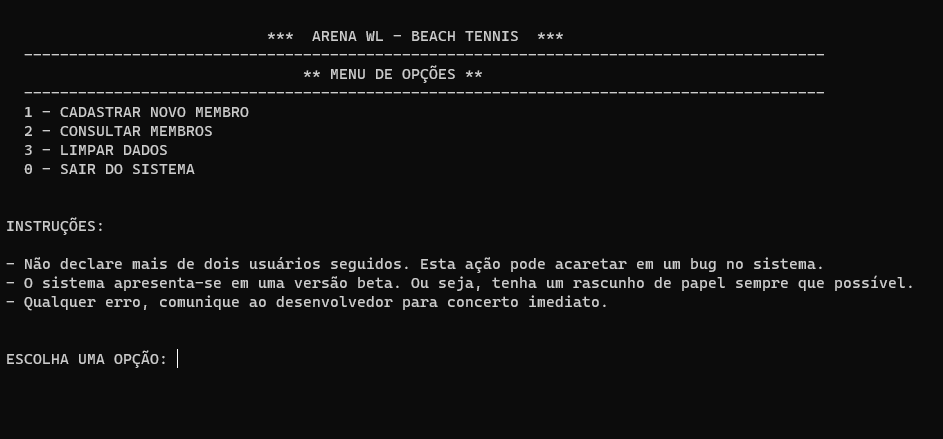 *** ARENA WL - BEACH TENNIS ***
-----------------------------------------------------------------------------------------
** MENU DE OPÇÕES **
-----------------------------------------------------------------------------------------
1 - CADASTRAR NOVO MEMBRO
2 - CONSULTAR MEMBROS
3 - LIMPAR DADOS
0 - SAIR DO SISTEMA
INSTRUÇÕES:
- Não declare mais de dois usuários seguidos. Esta ação pode acaretar em um bug no sistema.
- O sistema apresenta-se em uma versão beta. Ou seja, tenha um rascunho de papel sempre que possível.
- Qualquer erro, comunique ao desenvolvedor para concerto imediato.
ESCOLHA UMA OPÇÃO: